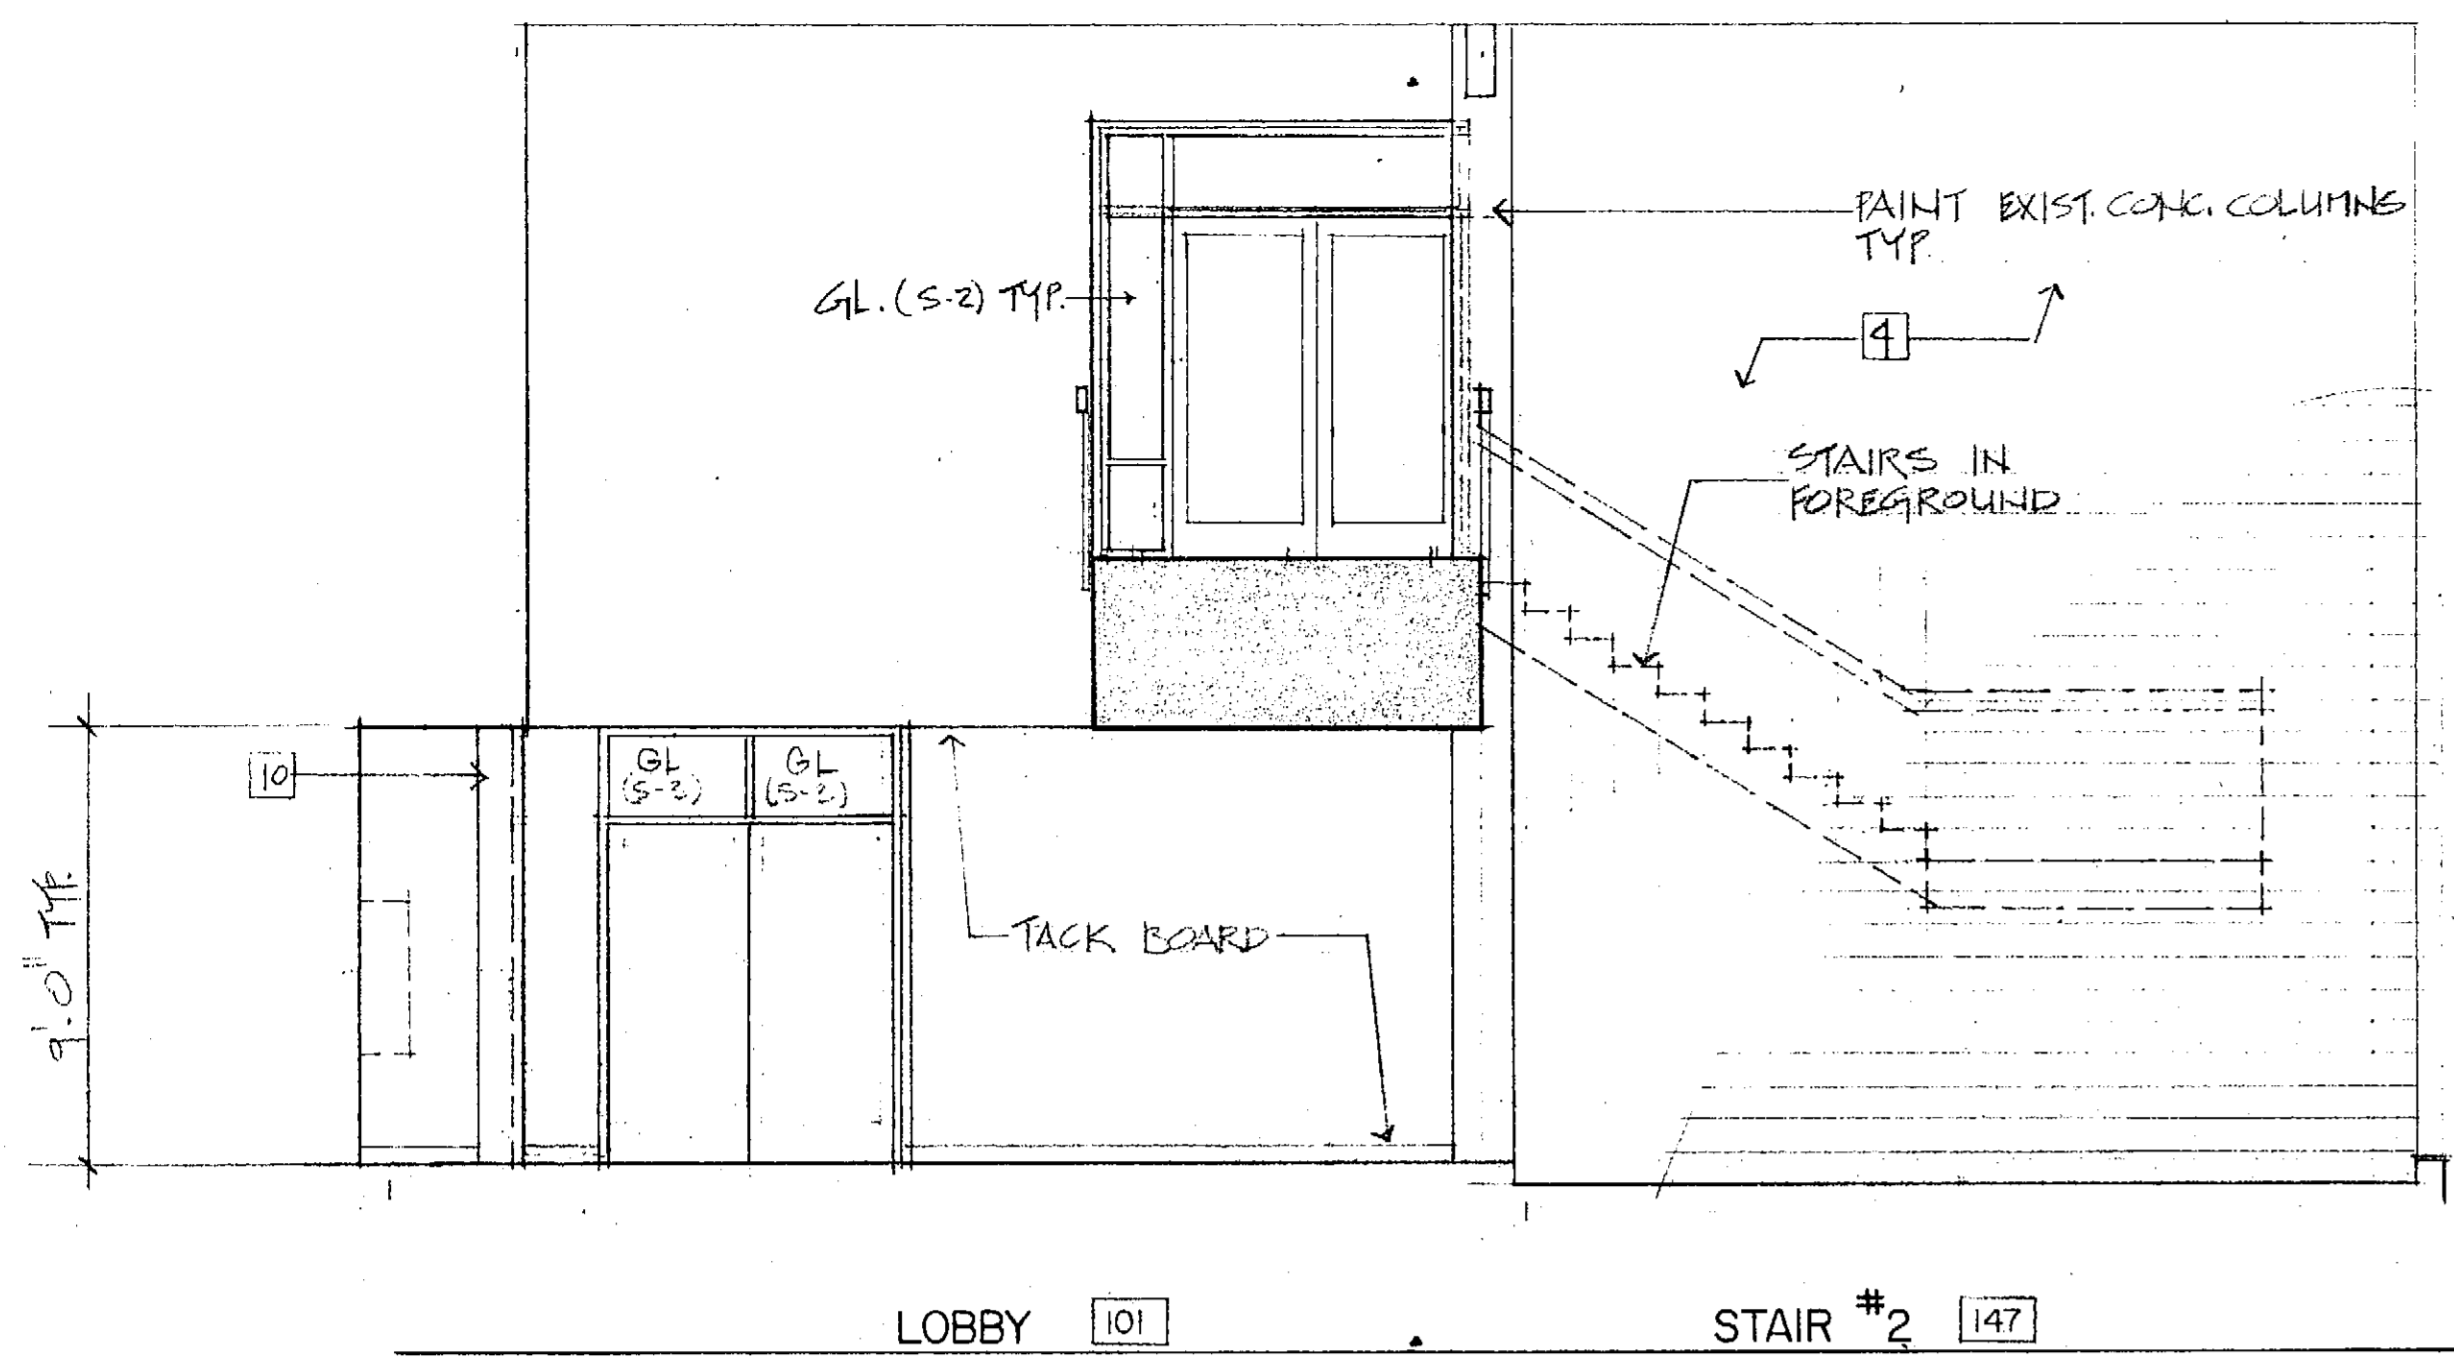 PAINT EXIST. CONC. COLUMNS
TYP.
GL. (S-2) TYP.
4
STAIRS IN
FOREGROUND
10
GL
(S-2)
GL
(S-2)
9'-0" TYP.
TACK BOARD
LOBBY 101
STAIR #2 147